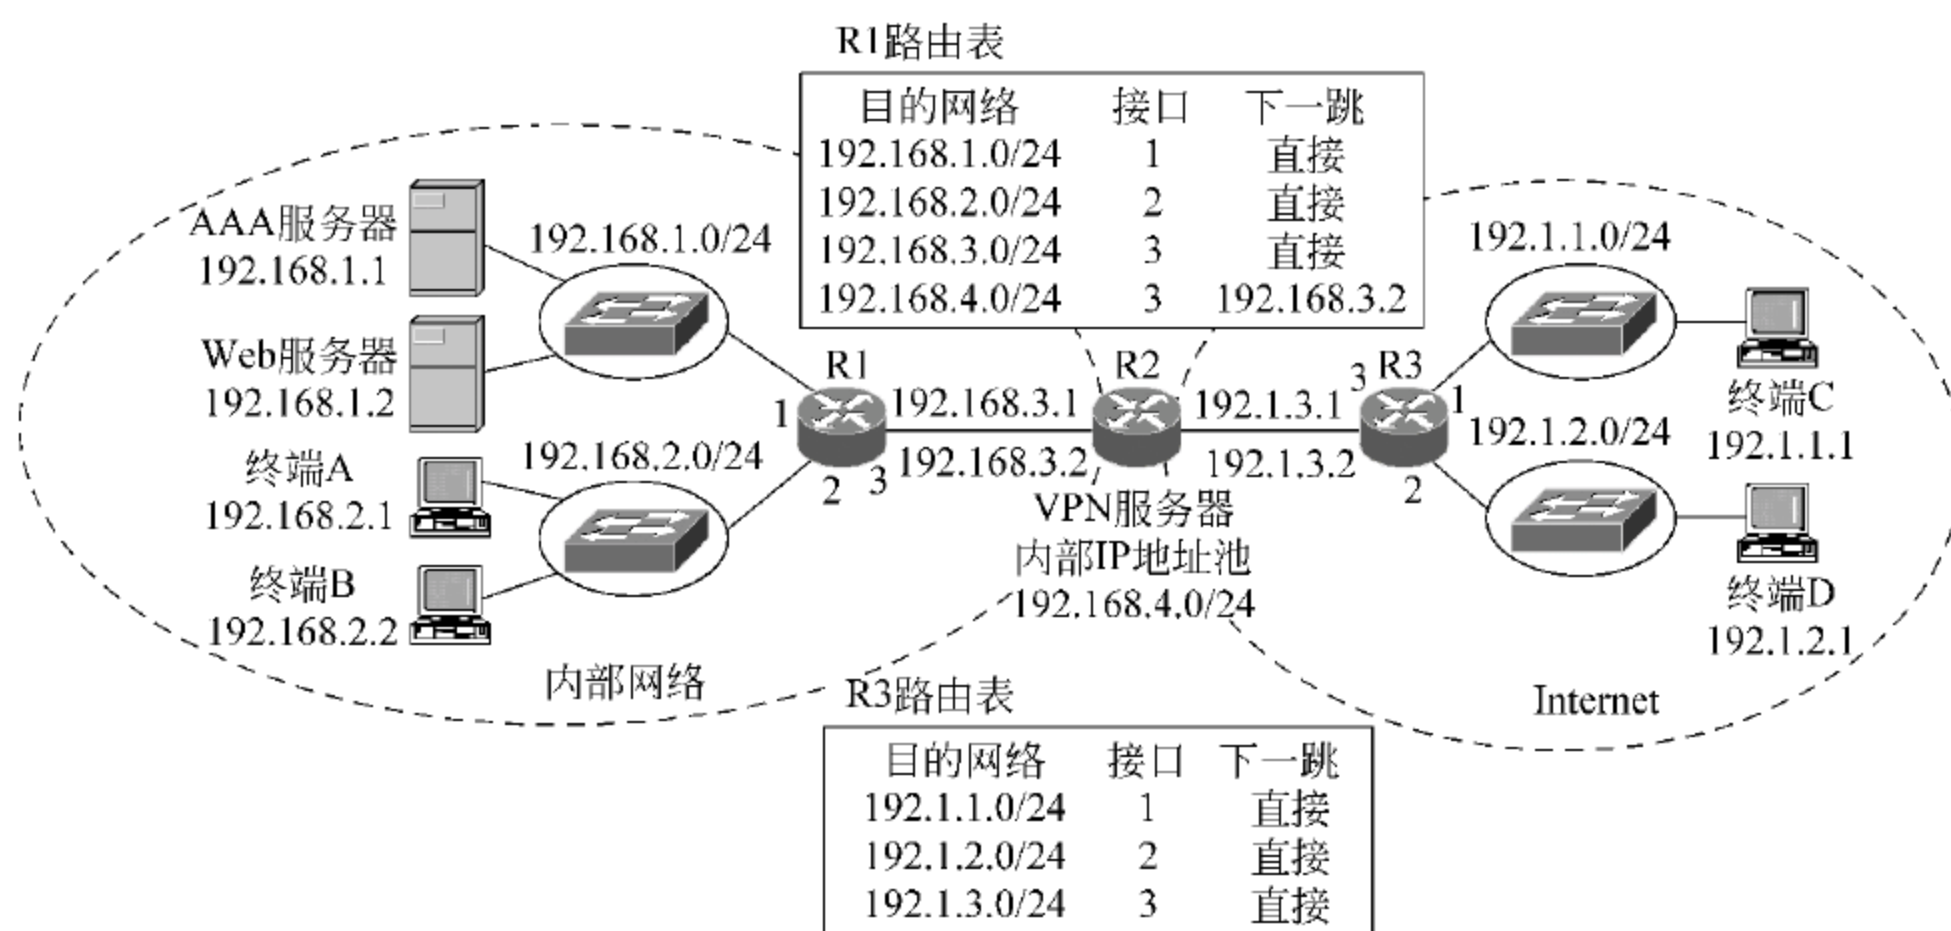 R1路由表
目的网络 接口 下一跳
192.168.1.0/24 1 直接
192.168.2.0/24 2 直接
192.168.3.0/24 3 直接
192.168.4.0/24 3 192.168.3.2
AAA服务器
192.168.1.1
192.168.1.0/24
Web服务器
192.168.1.2
终端A
192.168.2.1
192.168.2.0/24
终端B
192.168.2.2
内部网络
R1
1
2
3
192.168.3.1
192.168.3.2
R2
VPN服务器
内部IP地址池
192.168.4.0/24
192.1.3.1
192.1.3.2
3
R3
1
2
192.1.1.0/24
终端C
192.1.1.1
192.1.2.0/24
终端D
192.1.2.1
Internet
R3路由表
目的网络 接口 下一跳
192.1.1.0/24 1 直接
192.1.2.0/24 2 直接
192.1.3.0/24 3 直接